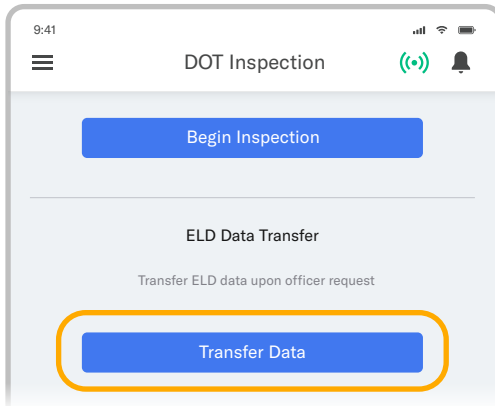 9:41
DOT Inspection
Begin Inspection
ELD Data Transfer
Transfer ELD data upon officer request
Transfer Data